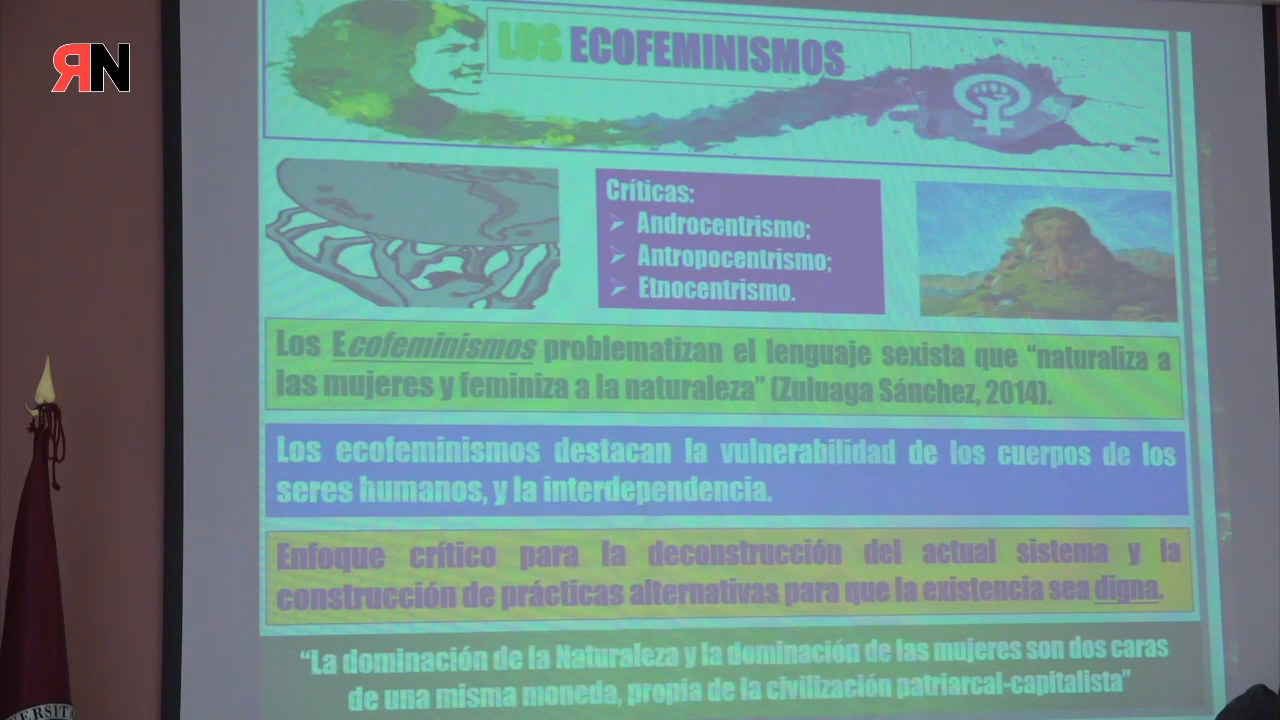 ЯN
LOS ECOFEMINISMOS
Críticas:
Androcentrismo;
Antropocentrismo;
Etnocentrismo.
Los Ecofeminismos problematizan el lenguaje sexista que “naturaliza a
las mujeres y feminiza a la naturaleza” (Zuluaga Sánchez, 2014).
Los ecofeminismos destacan la vulnerabilidad de los cuerpos de los
seres humanos, y la interdependencia.
Enfoque crítico para la deconstrucción del actual sistema y la
construcción de prácticas alternativas para que la existencia sea digna.
“La dominación de la Naturaleza y la dominación de las mujeres son dos caras
de una misma moneda, propia de la civilización patriarcal-capitalista”